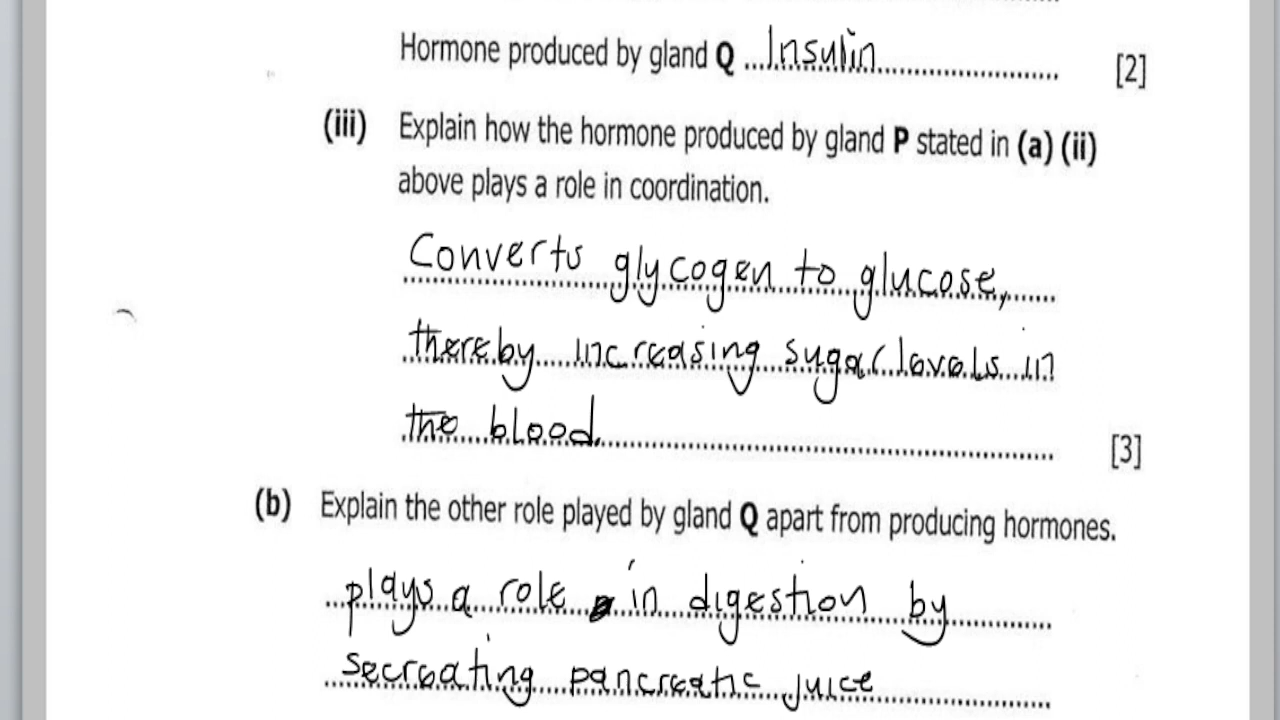 Hormone produced by gland Q ...Insulin............ [2]
(iii) Explain how the hormone produced by gland P stated in (a) (ii)
above plays a role in coordination.
Converts glycogen to glucose,
thereby increasing sugar levels in
the blood. [3]
(b) Explain the other role played by gland Q apart from producing hormones.
plays a role in digestion by
secreating pancreatic juice